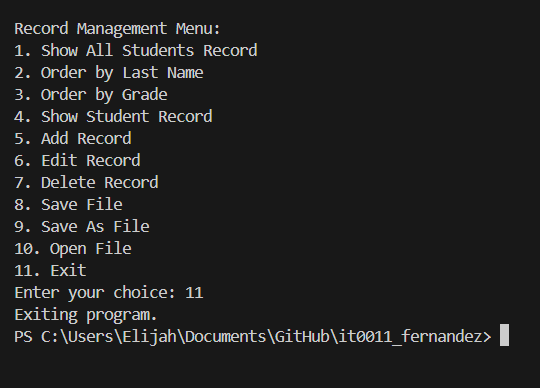 Record Management Menu:
1. Show All Students Record
2. Order by Last Name
3. Order by Grade
4. Show Student Record
5. Add Record
6. Edit Record
7. Delete Record
8. Save File
9. Save As File
10. Open File
11. Exit
Enter your choice: 11
Exiting program.
PS C:\Users\Elijah\Documents\GitHub\it0011_fernandez>